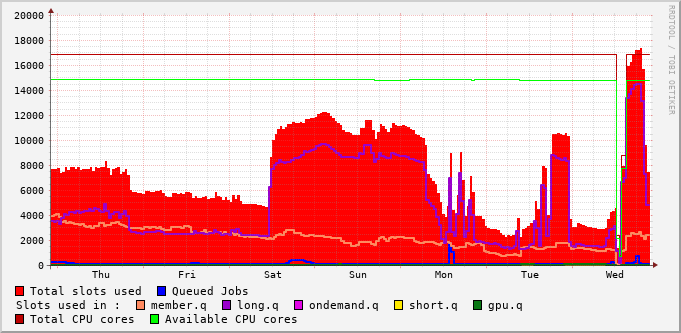 20000
18000
16000
14000
12000
10000
8000
6000
4000
2000
0
Thu Fri Sat Sun Mon Tue Wed
RRDTOOL / TOBI OETIKER
Total slots used Queued Jobs
Slots used in : member.q long.q ondemand.q short.q gpu.q
Total CPU cores Available CPU cores